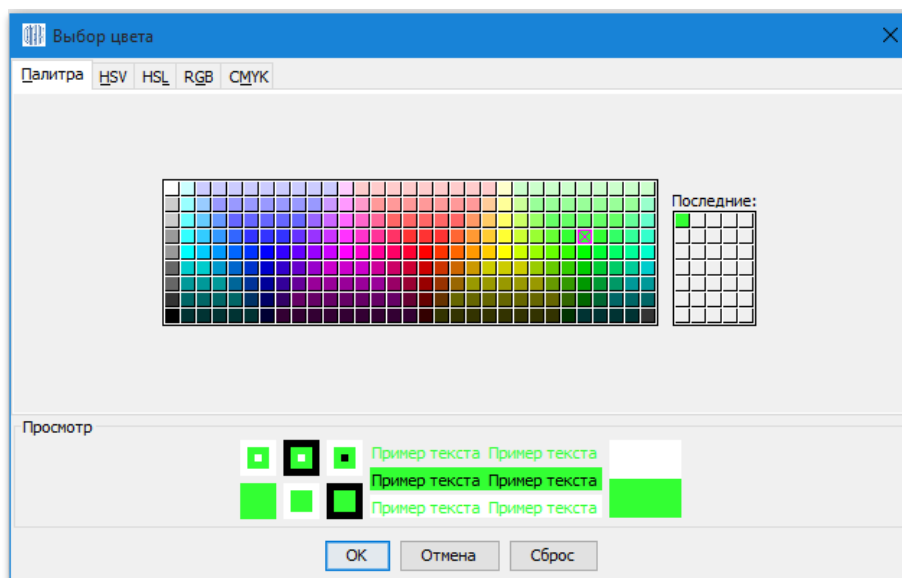 Выбор цвета
Палитра HSV HSL RGB CMYK
Последние:
Просмотр
Пример текста Пример текста
Пример текста Пример текста
Пример текста Пример текста
OK Отмена Сброс